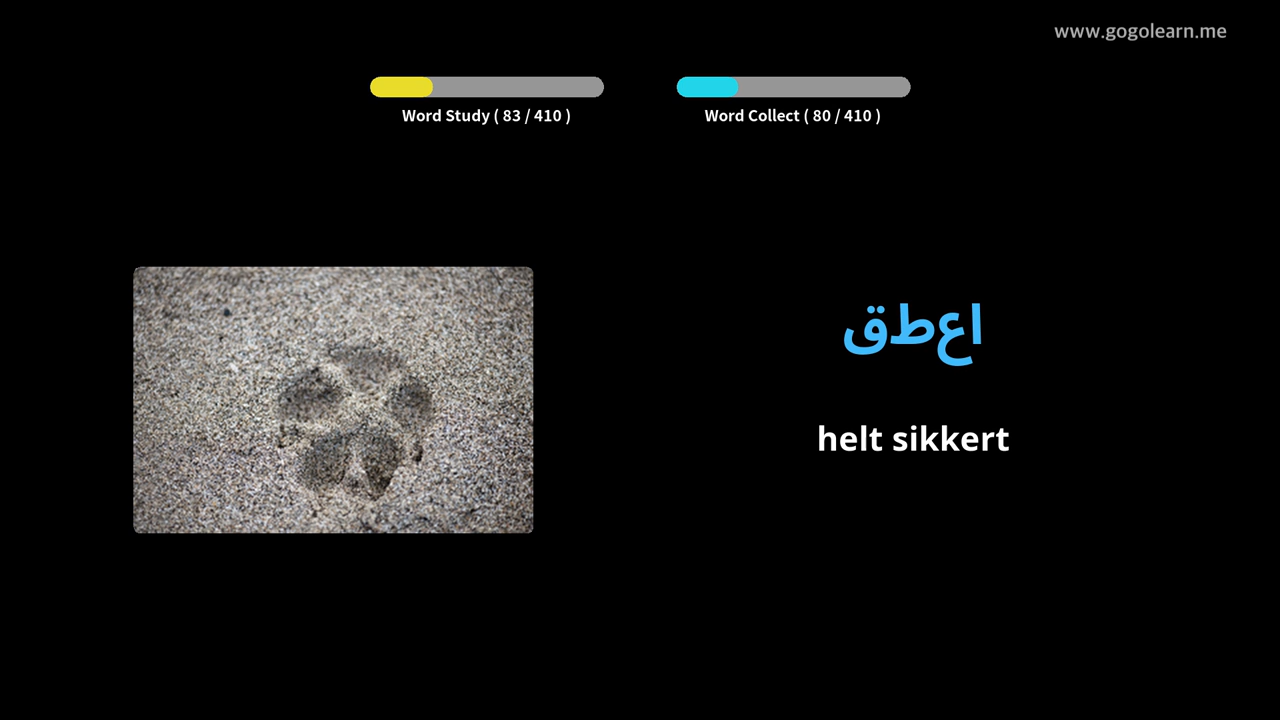 www.gogolearn.me
Word Study ( 83 / 410 )
Word Collect ( 80 / 410 )
اعطق
helt sikkert